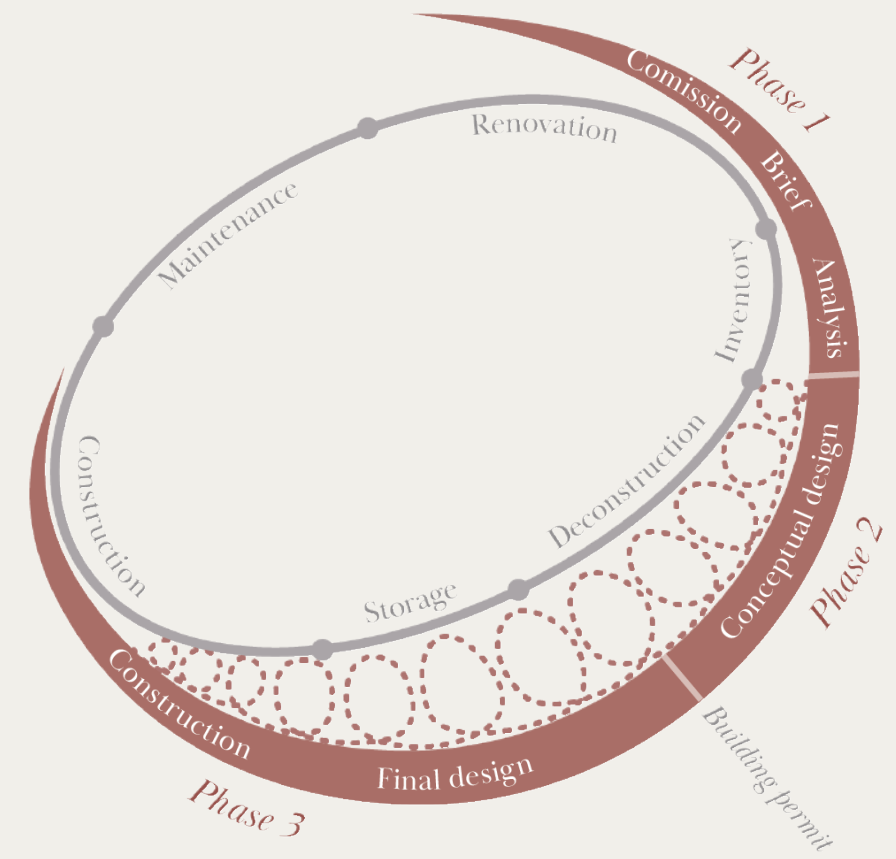 Phase 1
Comission
Brief
Analysis
Renovation
Maintenance
Inventory
Construction
Deconstruction
Storage
Conceptual design
Phase 2
Building permit
Final design
Construction
Phase 3